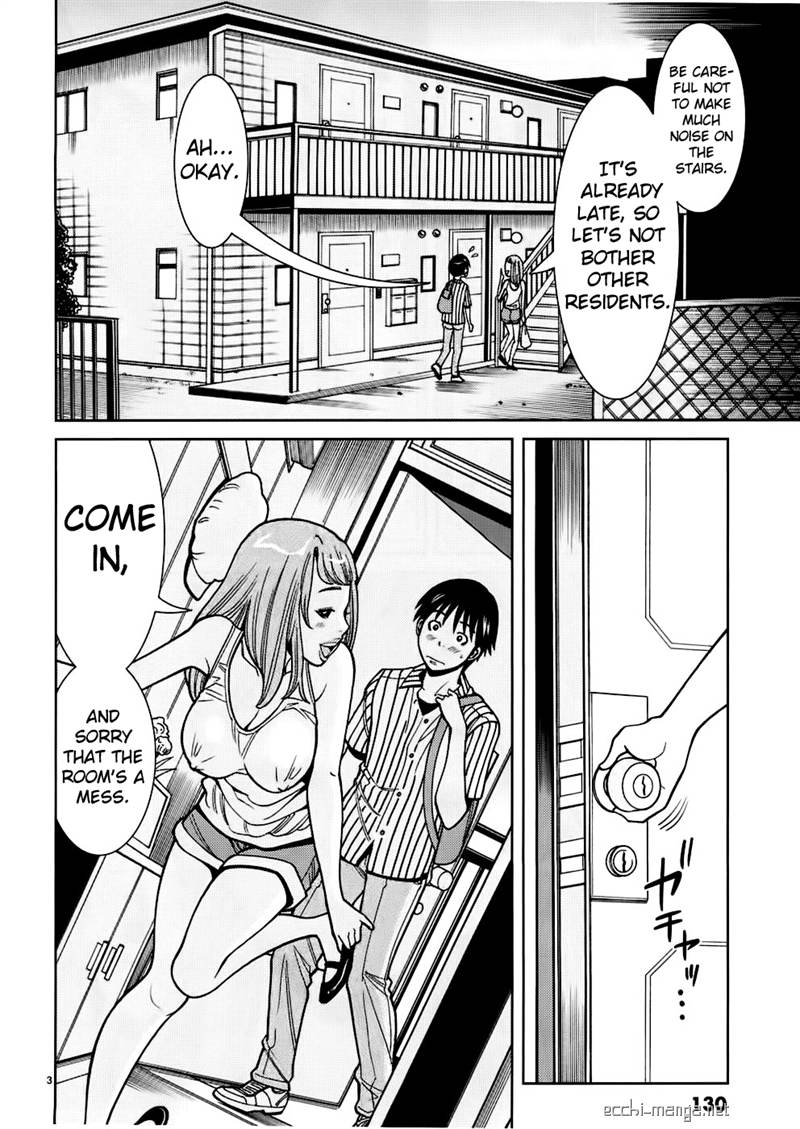 BE CARE-
FUL NOT
TO MAKE
MUCH
NOISE ON
THE
STAIRS.
IT'S
ALREADY
LATE, SO
LET'S NOT
BOTHER
OTHER
RESIDENTS.
AH...
OKAY.
ガチャッ...
COME
IN,
AND
SORRY
THAT THE
ROOM'S A
MESS.
3
130
ecchi-manga.net